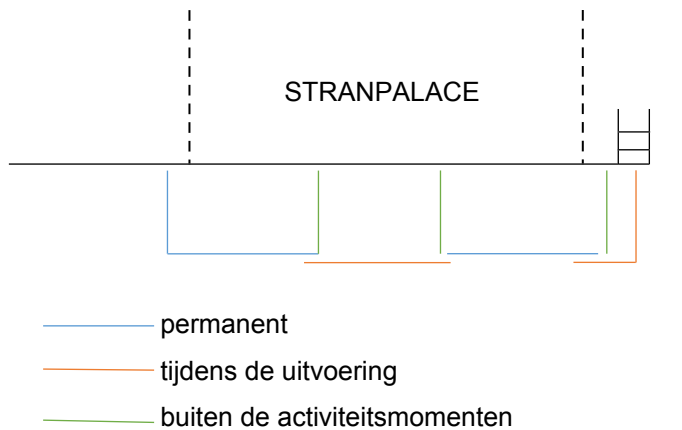 STRANPALACE
permanent
tijdens de uitvoering
buiten de activiteitsmomenten